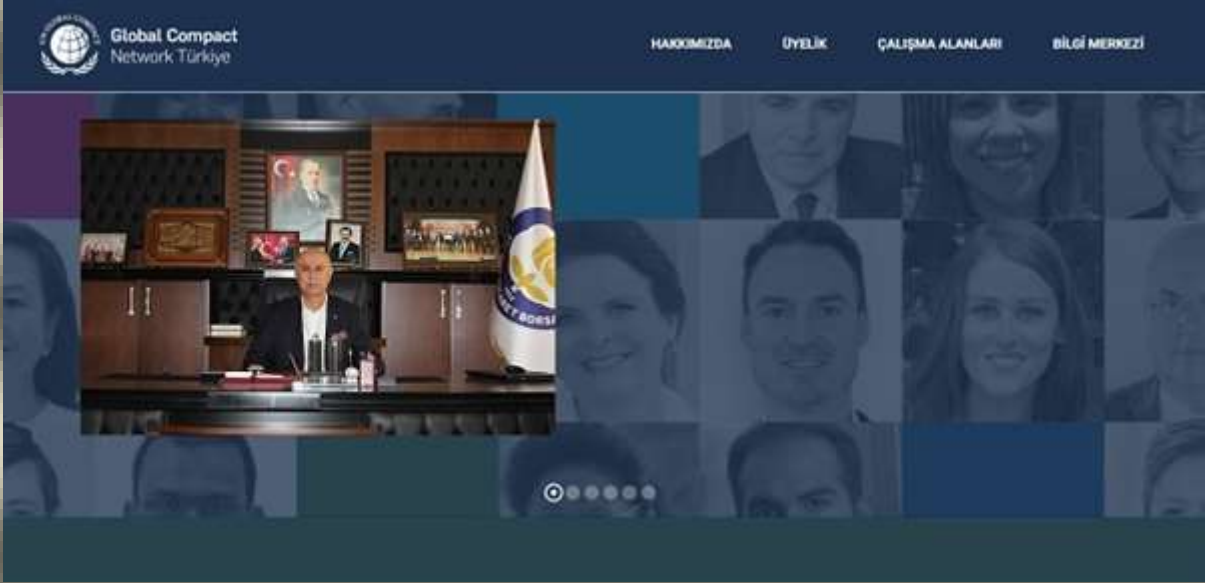 Global Compact
Network Türkiye
HAKKIMIZDA
ÜYELİK
ÇALIŞMA ALANLARI
BİLGİ MERKEZİ